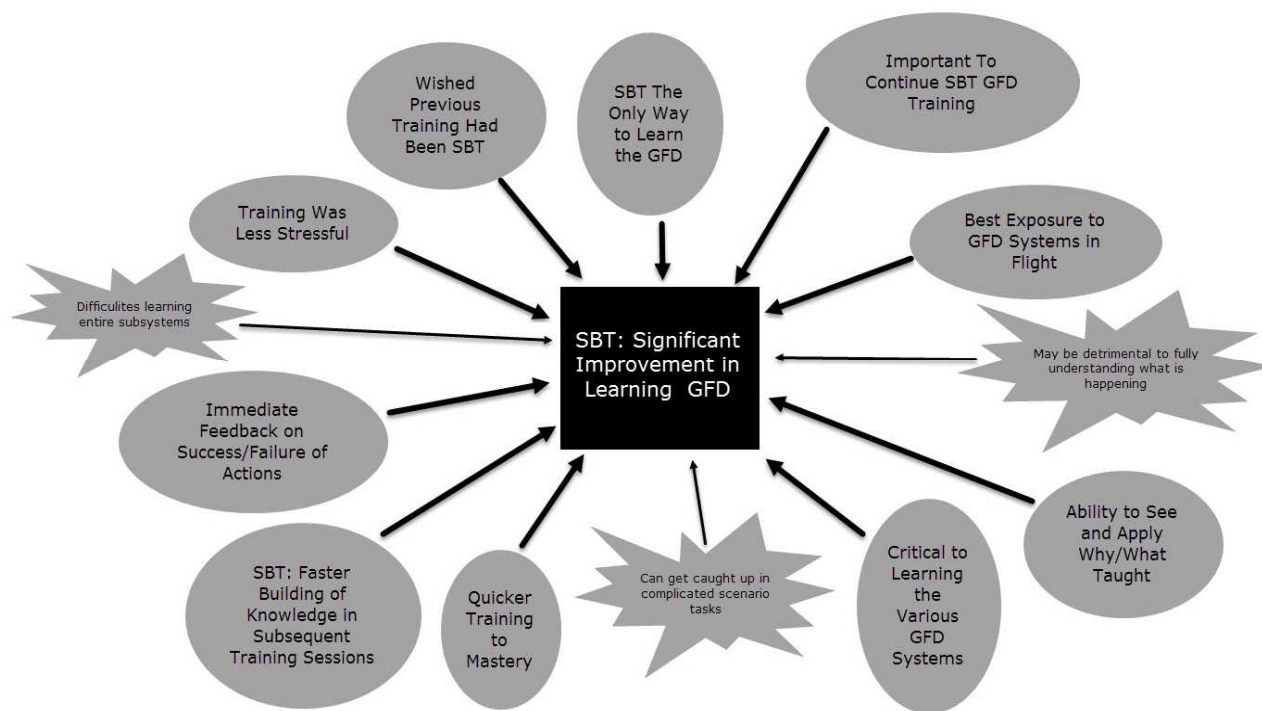 Wished
Previous
Training Had
Been SBT
SBT The
Only Way
to Learn
the GFD
Important To
Continue SBT GFD
Training
Training Was
Less Stressful
Best Exposure to
GFD Systems in
Flight
Difficulites learning
entire subsystems
SBT: Significant
Improvement in
Learning GFD
May be detrimental to fully
understanding what is
happening
Immediate
Feedback on
Success/Failure of
Actions
Ability to See
and Apply
Why/What
Taught
SBT: Faster
Building of
Knowledge in
Subsequent
Training Sessions
Quicker
Training
to
Mastery
Can get caught up in
complicated scenario
tasks
Critical to
Learning
the
Various
GFD
Systems